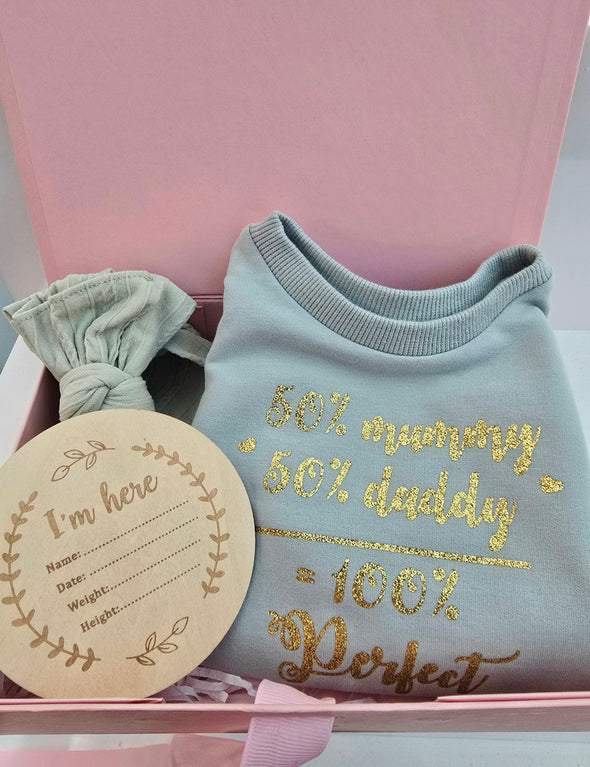 50% mummy
50% daddy
= 100%
Perfect
I'm here
Name:
Date:
Weight:
Height: